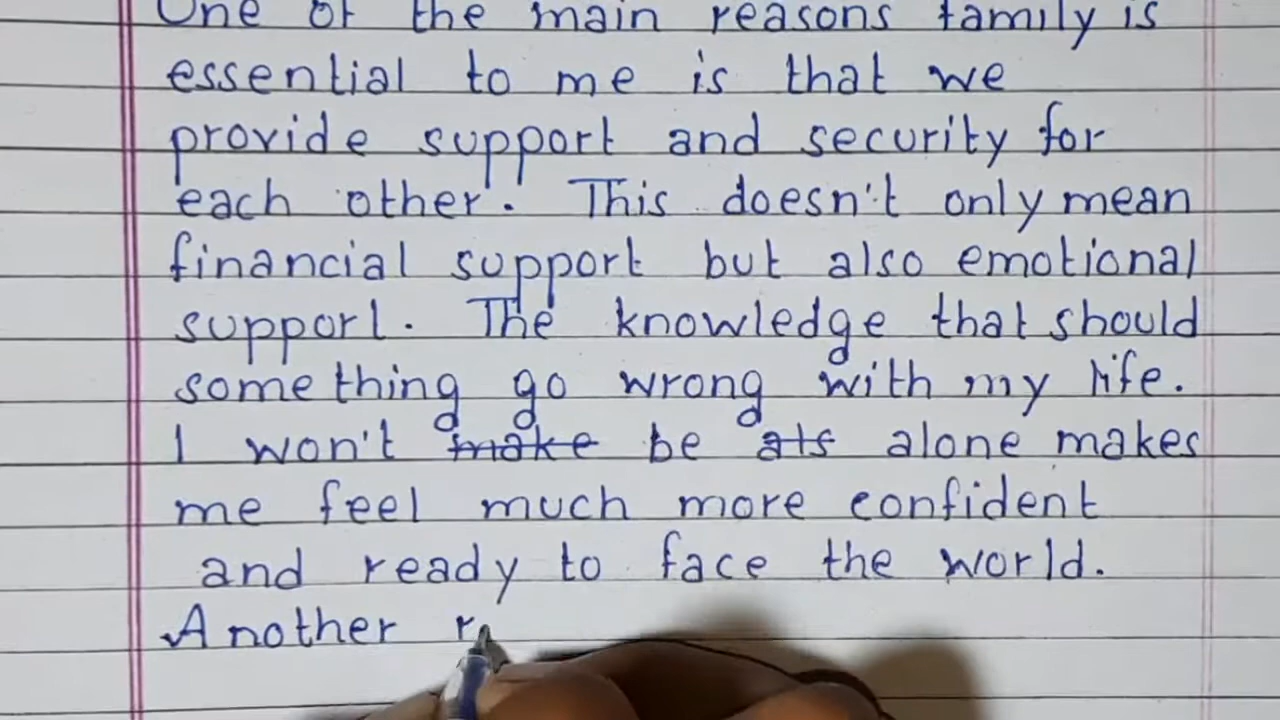 One of the main reasons family is
essential to me is that we
provide support and security for
each other. This doesn't only mean
financial support but also emotional
support. The knowledge that should
something go wrong with my life.
I won't make be als alone makes
me feel much more confident
and ready to face the world.
Another r